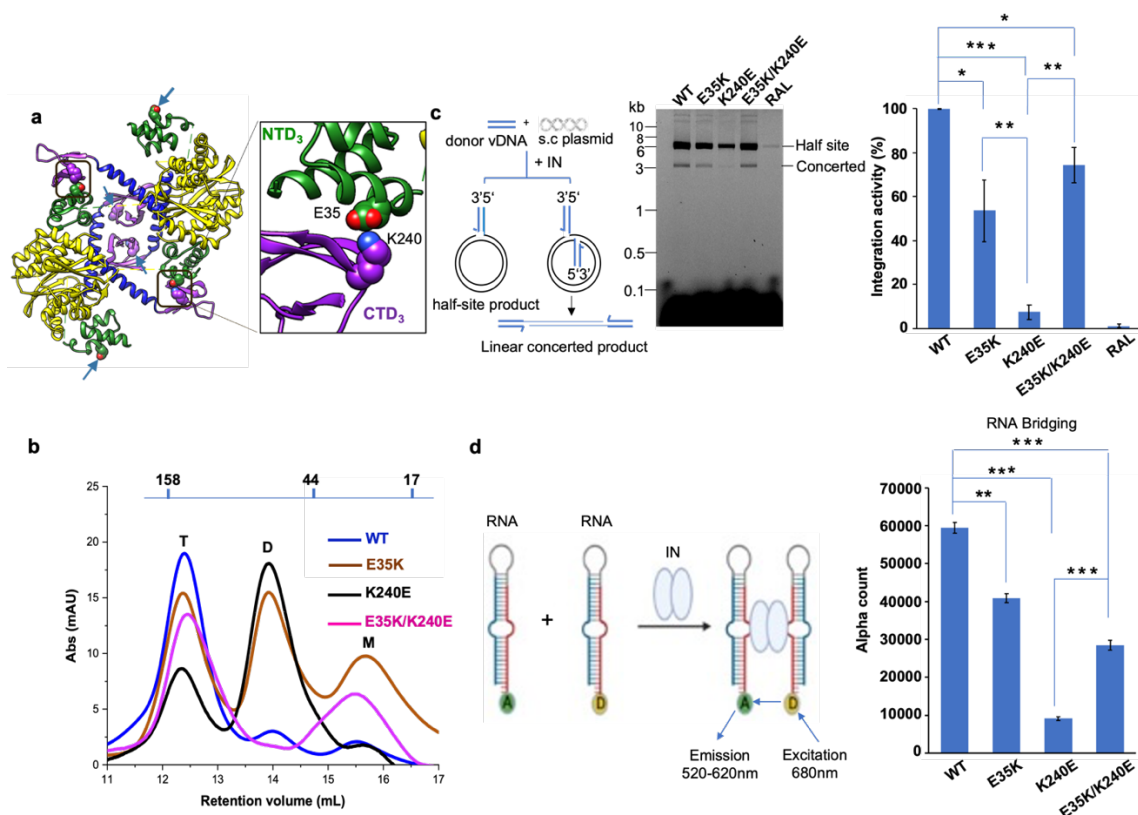 a
NTD3
E35
K240
CTD3
c
donor vDNA
+
s.c plasmid
+ IN
3'5'
3'5'
5'3'
half-site product
Linear concerted product
WT
E35K
K240E
E35K/K240E
RAL
kb
10
8
6
3
1
0.5
0.1
Half site
Concerted
Integration activity (%)
100
80
60
40
20
0
*
***
*
**
**
WT
E35K
K240E
E35K/K240E
RAL
b
158
44
17
Abs (mAU)
25
20
15
10
5
0
T
D
M
WT
E35K
K240E
E35K/K240E
11
12
13
14
15
16
17
Retention volume (mL)
d
RNA
RNA
+
IN
A
D
A
D
Emission
520-620nm
Excitation
680nm
RNA Bridging
Alpha count
70000
60000
50000
40000
30000
20000
10000
0
***
***
**
***
WT
E35K
K240E
E35K/K240E